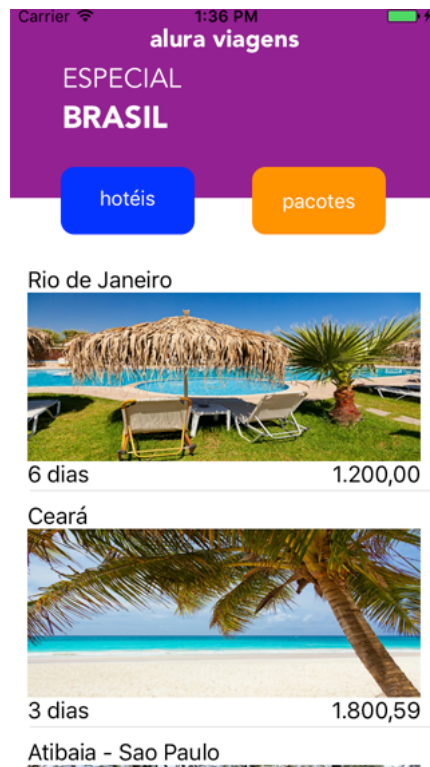 Carrier 1:36 PM
alura viagens
ESPECIAL
BRASIL
hotéis pacotes
Rio de Janeiro
6 dias 1.200,00
Ceará
3 dias 1.800,59
Atibaia - Sao Paulo